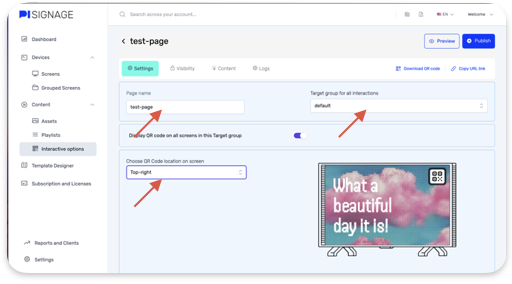 PISIGNAGE
Search across your account...
EN
Welcome
Dashboard
Devices
Screens
Grouped Screens
Content
Assets
Playlists
Interactive options
Template Designer
Subscription and Licenses
Reports and Clients
Settings
test-page
Preview
Publish
Settings
Visiblity
Content
Logs
Download QR code
Copy URL link
Page name
test-page
Target group for all interactions
default
Display QR code on all screens in this Target group
Choose QR Code location on screen
Top-right
What a
beautiful
day it is!